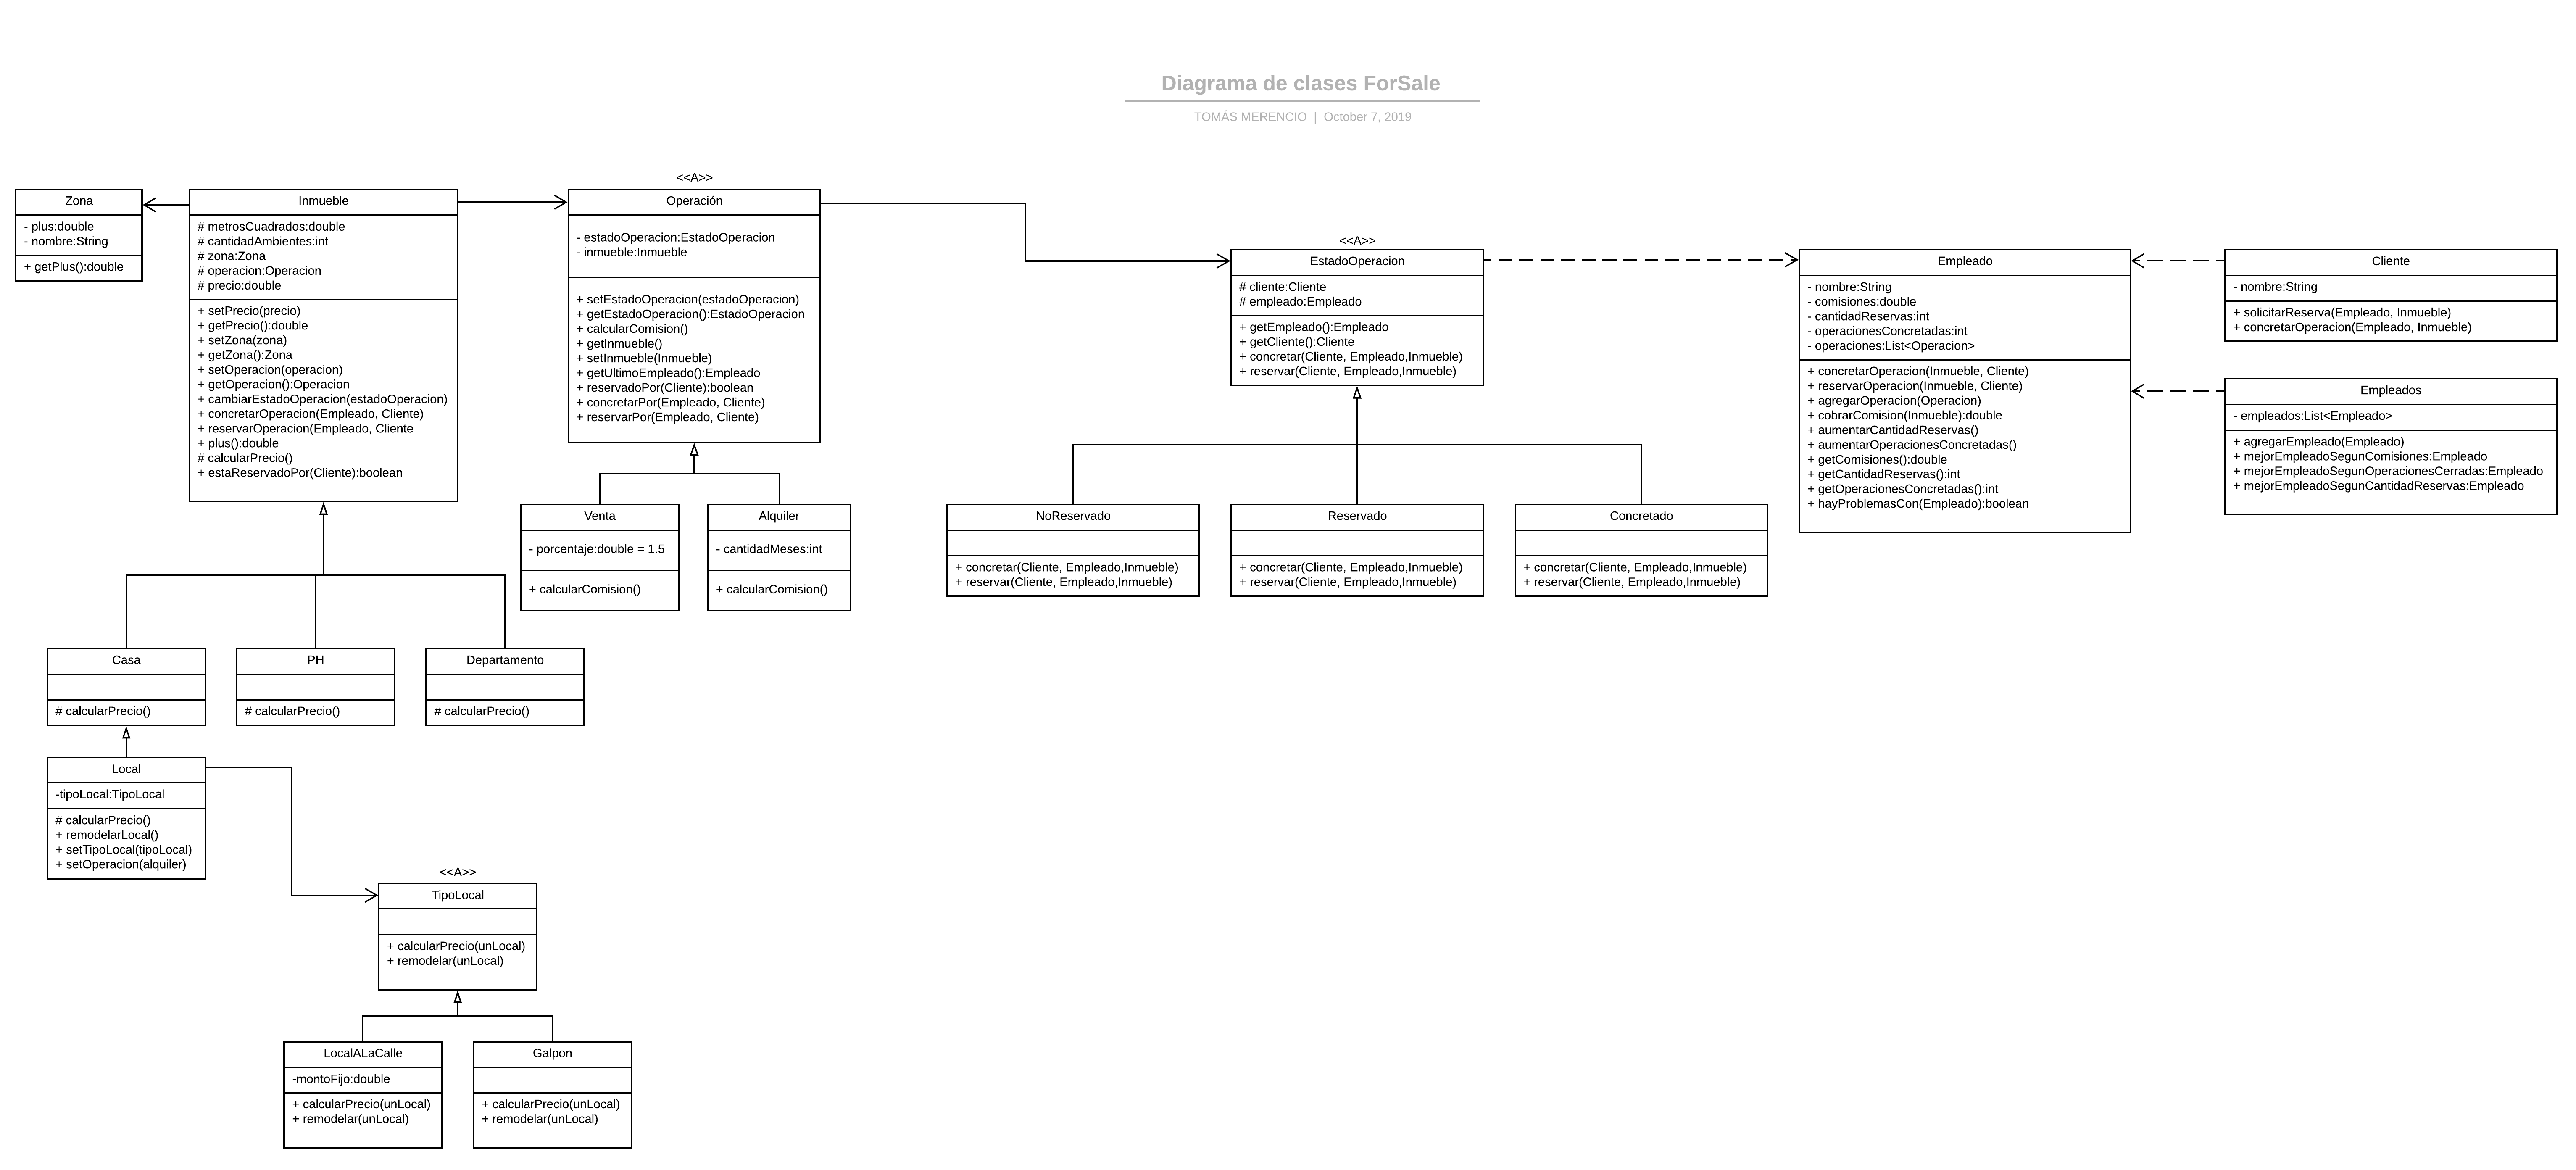 Diagrama de clases ForSale
TOMÁS MERENCIO | October 7, 2019
Zona
- plus:double
- nombre:String
+ getPlus():double
Inmueble
# metrosCuadrados:double
# cantidadAmbientes:int
# zona:Zona
# operacion:Operacion
# precio:double
+ setPrecio(precio)
+ getPrecio():double
+ setZona(zona)
+ getZona():Zona
+ setOperacion(operacion)
+ getOperacion():Operacion
+ cambiarEstadoOperacion(estadoOperacion)
+ concretarOperacion(Empleado, Cliente)
+ reservarOperacion(Empleado, Cliente
+ plus():double
# calcularPrecio()
+ estaReservadoPor(Cliente):boolean
<<A>>
Operación
- estadoOperacion:EstadoOperacion
- inmueble:Inmueble
+ setEstadoOperacion(estadoOperacion)
+ getEstadoOperacion():EstadoOperacion
+ calcularComision()
+ getInmueble()
+ setInmueble(Inmueble)
+ getUltimoEmpleado():Empleado
+ reservadoPor(Cliente):boolean
+ concretarPor(Empleado, Cliente)
+ reservarPor(Empleado, Cliente)
<<A>>
EstadoOperacion
# cliente:Cliente
# empleado:Empleado
+ getEmpleado():Empleado
+ getCliente():Cliente
+ concretar(Cliente, Empleado,Inmueble)
+ reservar(Cliente, Empleado,Inmueble)
Empleado
- nombre:String
- comisiones:double
- cantidadReservas:int
- operacionesConcretadas:int
- operaciones:List<Operacion>
+ concretarOperacion(Inmueble, Cliente)
+ reservarOperacion(Inmueble, Cliente)
+ agregarOperacion(Operacion)
+ cobrarComision(Inmueble):double
+ aumentarCantidadReservas()
+ aumentarOperacionesConcretadas()
+ getComisiones():double
+ getCantidadReservas():int
+ getOperacionesConcretadas():int
+ hayProblemasCon(Empleado):boolean
Cliente
- nombre:String
+ solicitarReserva(Empleado, Inmueble)
+ concretarOperacion(Empleado, Inmueble)
Empleados
- empleados:List<Empleado>
+ agregarEmpleado(Empleado)
+ mejorEmpleadoSegunComisiones:Empleado
+ mejorEmpleadoSegunOperacionesCerradas:Empleado
+ mejorEmpleadoSegunCantidadReservas:Empleado
Venta
- porcentaje:double = 1.5
+ calcularComision()
Alquiler
- cantidadMeses:int
+ calcularComision()
NoReservado
+ concretar(Cliente, Empleado,Inmueble)
+ reservar(Cliente, Empleado,Inmueble)
Reservado
+ concretar(Cliente, Empleado,Inmueble)
+ reservar(Cliente, Empleado,Inmueble)
Concretado
+ concretar(Cliente, Empleado,Inmueble)
+ reservar(Cliente, Empleado,Inmueble)
Casa
# calcularPrecio()
PH
# calcularPrecio()
Departamento
# calcularPrecio()
Local
-tipoLocal:TipoLocal
# calcularPrecio()
+ remodelarLocal()
+ setTipoLocal(tipoLocal)
+ setOperacion(alquiler)
<<A>>
TipoLocal
+ calcularPrecio(unLocal)
+ remodelar(unLocal)
LocalALaCalle
-montoFijo:double
+ calcularPrecio(unLocal)
+ remodelar(unLocal)
Galpon
+ calcularPrecio(unLocal)
+ remodelar(unLocal)